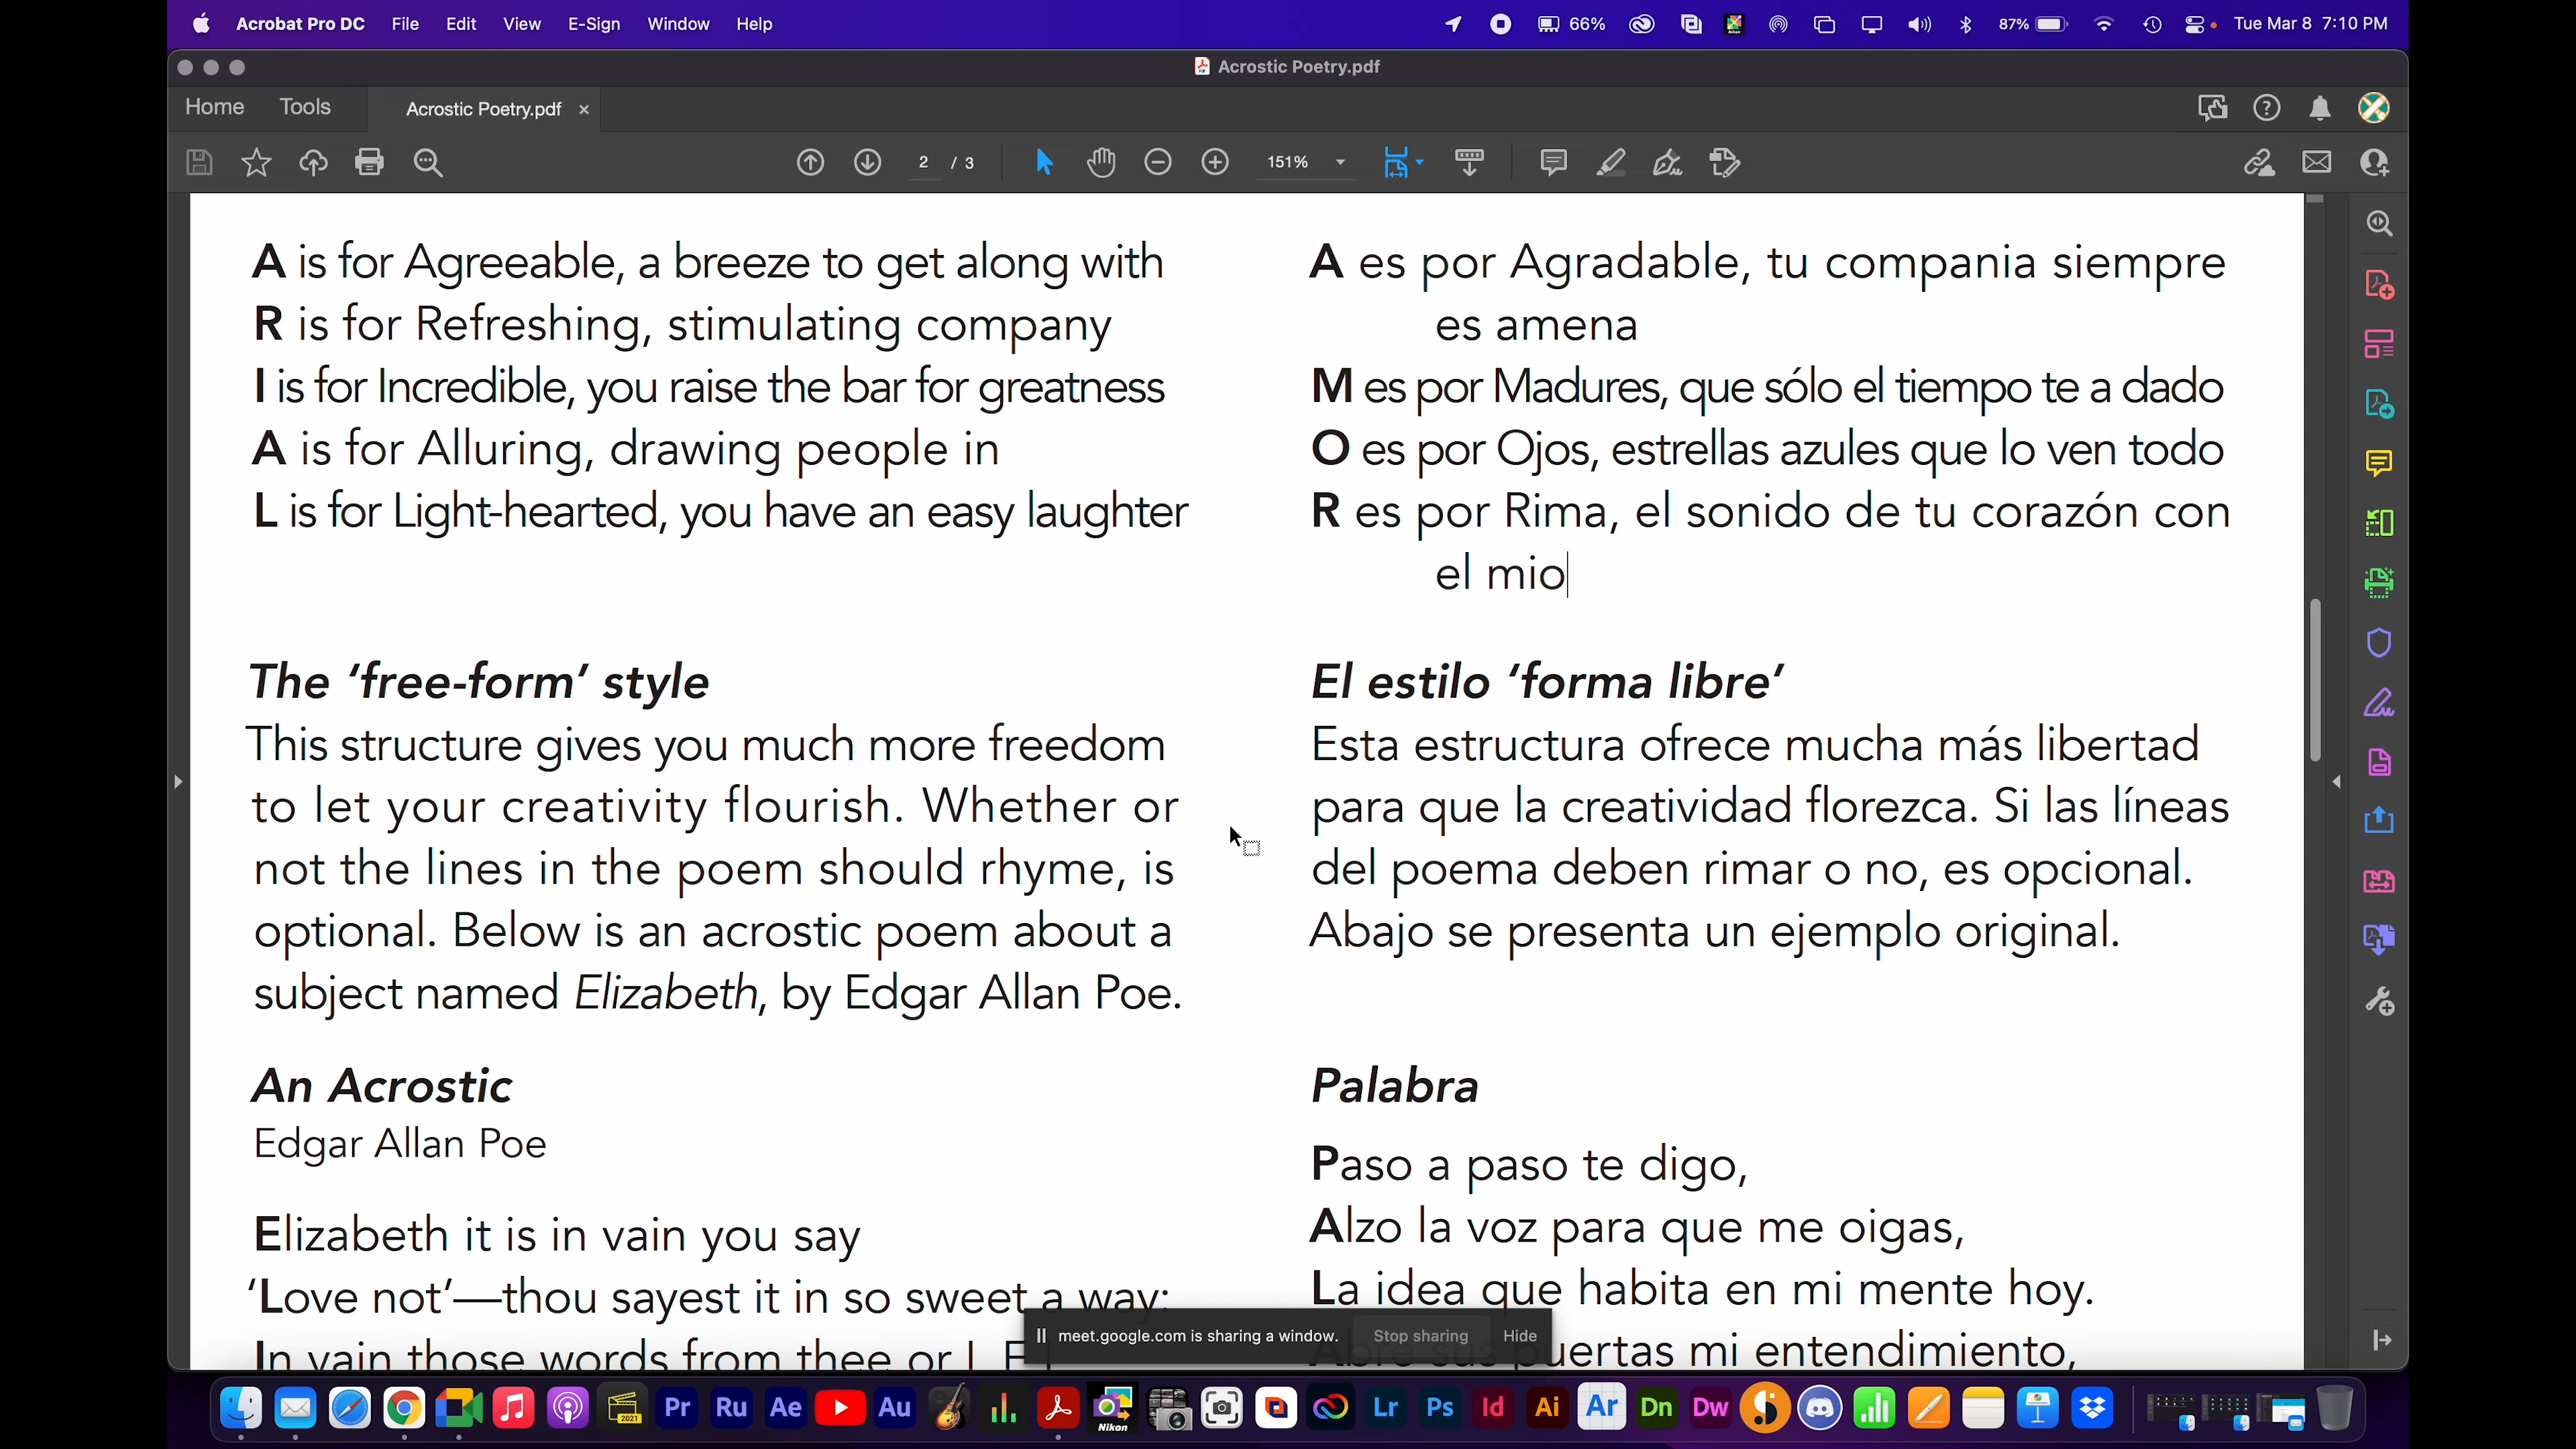 Acrobat Pro DC File Edit View E-Sign Window Help
66% 87% Tue Mar 8 7:10 PM
Acrostic Poetry.pdf
Home Tools Acrostic Poetry.pdf
2 / 3 151%
A is for Agreeable, a breeze to get along with
R is for Refreshing, stimulating company
I is for Incredible, you raise the bar for greatness
A is for Alluring, drawing people in
L is for Light-hearted, you have an easy laughter
The ‘free-form’ style
This structure gives you much more freedom
to let your creativity flourish. Whether or
not the lines in the poem should rhyme, is
optional. Below is an acrostic poem about a
subject named Elizabeth, by Edgar Allan Poe.
An Acrostic
Edgar Allan Poe
Elizabeth it is in vain you say
‘Love not’—thou sayest it in so sweet a way:
In vain those words from thee or L. E
A es por Agradable, tu compania siempre
es amena
M es por Madures, que sólo el tiempo te a dado
O es por Ojos, estrellas azules que lo ven todo
R es por Rima, el sonido de tu corazón con
el mio
El estilo ‘forma libre’
Esta estructura ofrece mucha más libertad
para que la creatividad florezca. Si las líneas
del poema deben rimar o no, es opcional.
Abajo se presenta un ejemplo original.
Palabra
Paso a paso te digo,
Alzo la voz para que me oigas,
La idea que habita en mi mente hoy.
Abre sus puertas mi entendimiento,
meet.google.com is sharing a window. Stop sharing Hide
2021 Pr Ru Ae Au Nikon Lr Ps Id Ai Ar Dn Dw